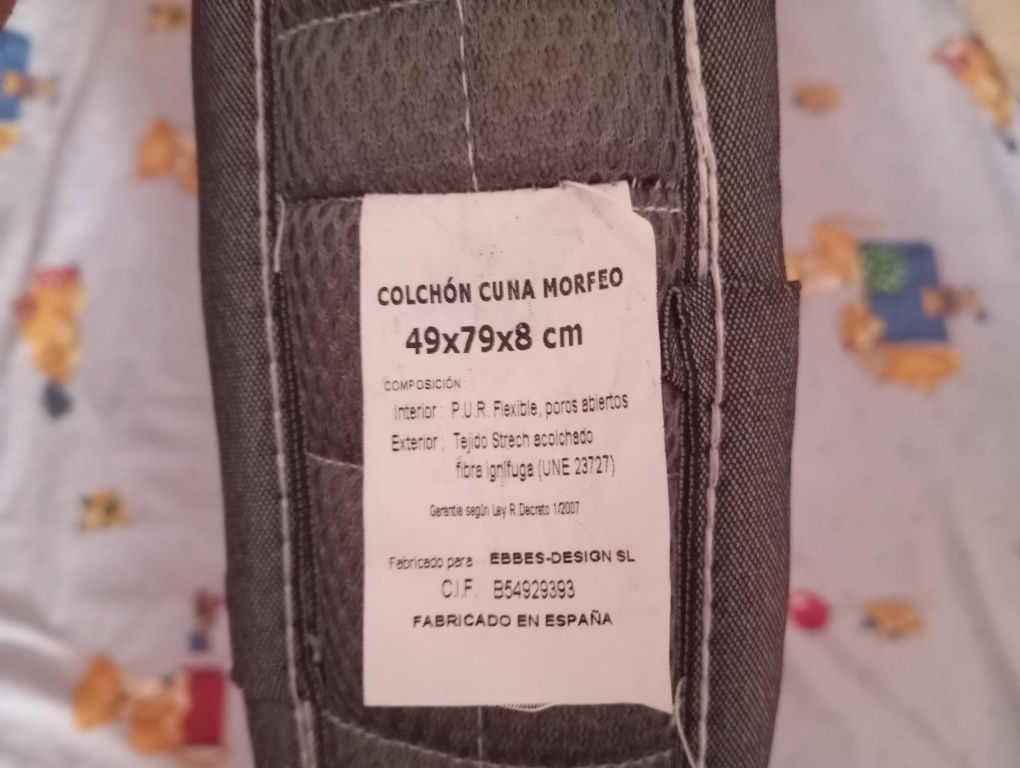 COLCHÓN CUNA MORFEO
49x79x8 cm
COMPOSICIÓN :
Interior : P.U.R. Flexible, poros abiertos
Exterior : Tejido Strech acolchado
fibra ignífuga (UNE 23727)
Garantia según Ley R.Decreto 1/2007
Fabricado para EBBES-DESIGN SL
C.I.F. B54929393
FABRICADO EN ESPAÑA